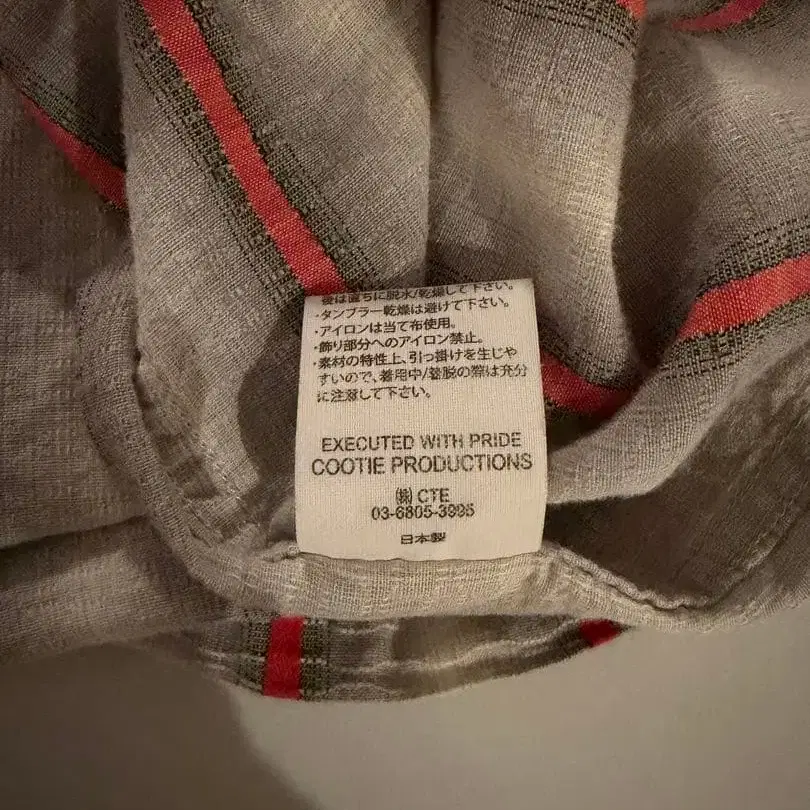 後は直ちに脱水/乾燥して下さい。
・タンブラー乾燥は避けて下さい。
・アイロンは当て布使用。
・飾り部分へのアイロン禁止。
・素材の特性上、引っ掛けを生じや
すいので、着用中/着脱の際は充分
に注意して下さい。
EXECUTED WITH PRIDE
COOTIE PRODUCTIONS
㈱ CTE
03-6805-3995
日本製